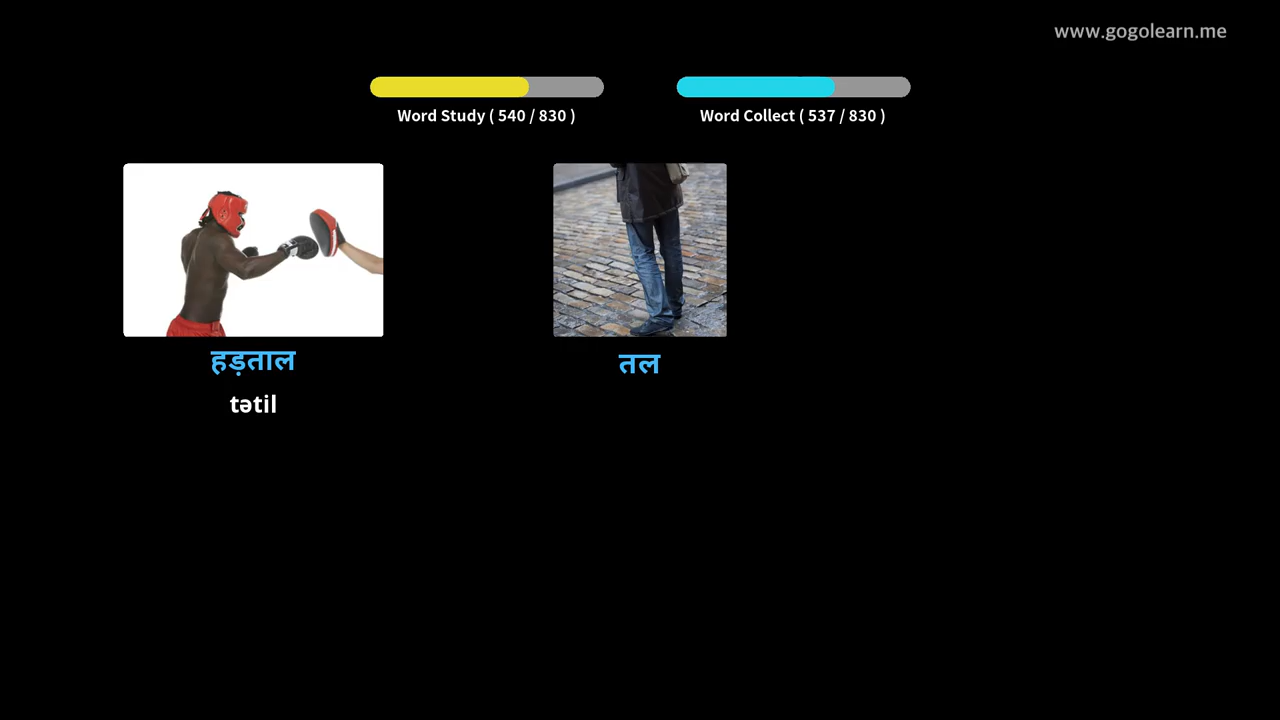 www.gogolearn.me
Word Study ( 540 / 830 )
Word Collect ( 537 / 830 )
हड़ताल
तल
tətil